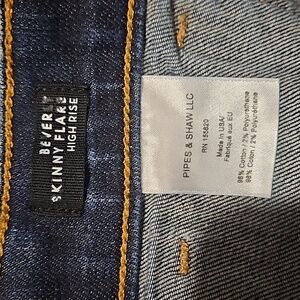 BEVERLY
SKINNY FLARE
HIGH RISE
PIPES & SHAW LLC
RN 155820
Made in USA/
Fabriqué aux EU
98% Cotton / 2% Polyurethane
98% Coton / 2% Polyuréthane